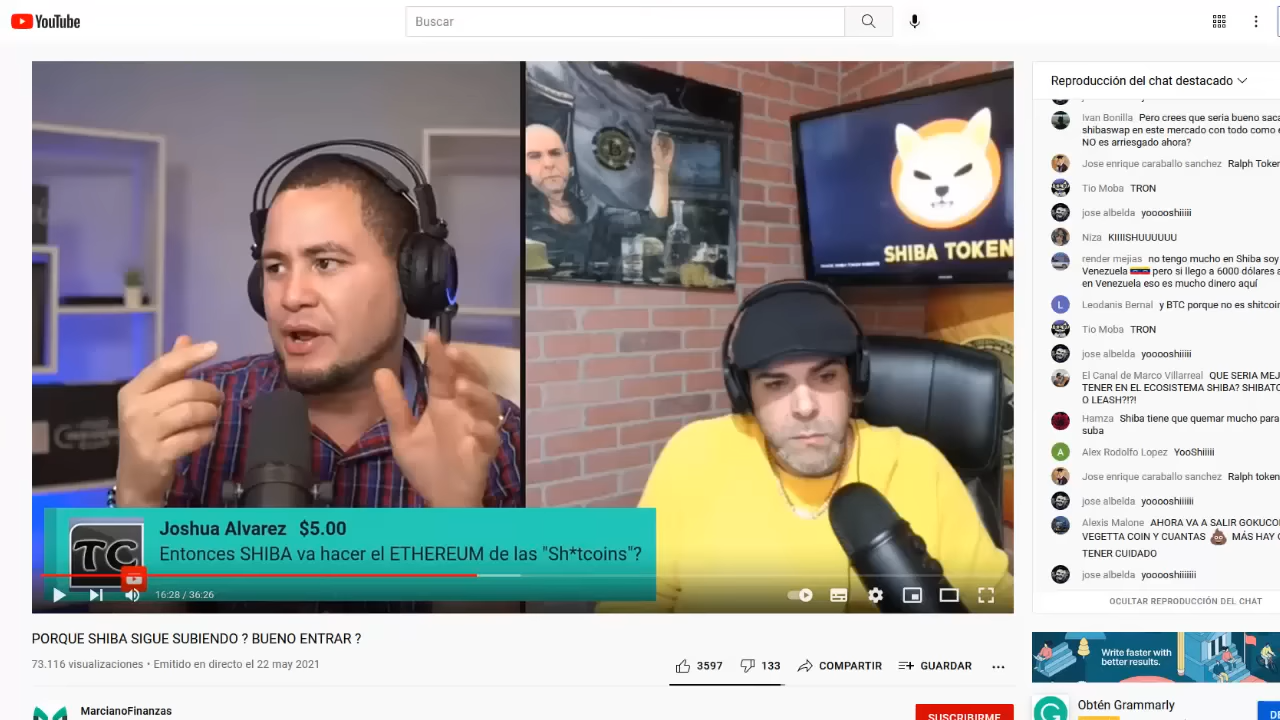 YouTube
Buscar
Reproducción del chat destacado
SHIBA TOKEN
Ivan Bonilla Pero crees que seria bueno saca
shibaswap en este mercado con todo como e
NO es arriesgado ahora?
Jose enrique caraballo sanchez Ralph Token
Tio Moba TRON
jose albelda yooooshiiiii
Niza KIIIISHUUUUUU
render mejias no tengo mucho en Shiba soy
Venezuela pero si llego a 6000 dólares a
en Venezuela eso es mucho dinero aquí
Leodanis Bernal y BTC porque no es shitcoin
Tio Moba TRON
jose albelda yooooshiiiii
El Canal de Marco Villarreal QUE SERIA MEJ
TENER EN EL ECOSISTEMA SHIBA? SHIBATO
O LEASH?!?!
Hamza Shiba tiene que quemar mucho para
suba
Alex Rodolfo Lopez YooShiiiii
Jose enrique caraballo sanchez Ralph token
jose albelda yooooshiiiiii
Alexis Malone AHORA VA A SALIR GOKUCO
VEGETTA COIN Y CUANTAS MÁS HAY Q
TENER CUIDADO
jose albelda yoooooshiiiiiii
OCULTAR REPRODUCCIÓN DEL CHAT
TC
Joshua Alvarez $5.00
Entonces SHIBA va hacer el ETHEREUM de las "Sh*tcoins"?
16:28 / 36:26
PORQUE SHIBA SIGUE SUBIENDO ? BUENO ENTRAR ?
73.116 visualizaciones • Emitido en directo el 22 may 2021
3597
133
COMPARTIR
GUARDAR
Write faster with
better results.
MarcianoFinanzas
SUSCRIBIRME
Obtén Grammarly